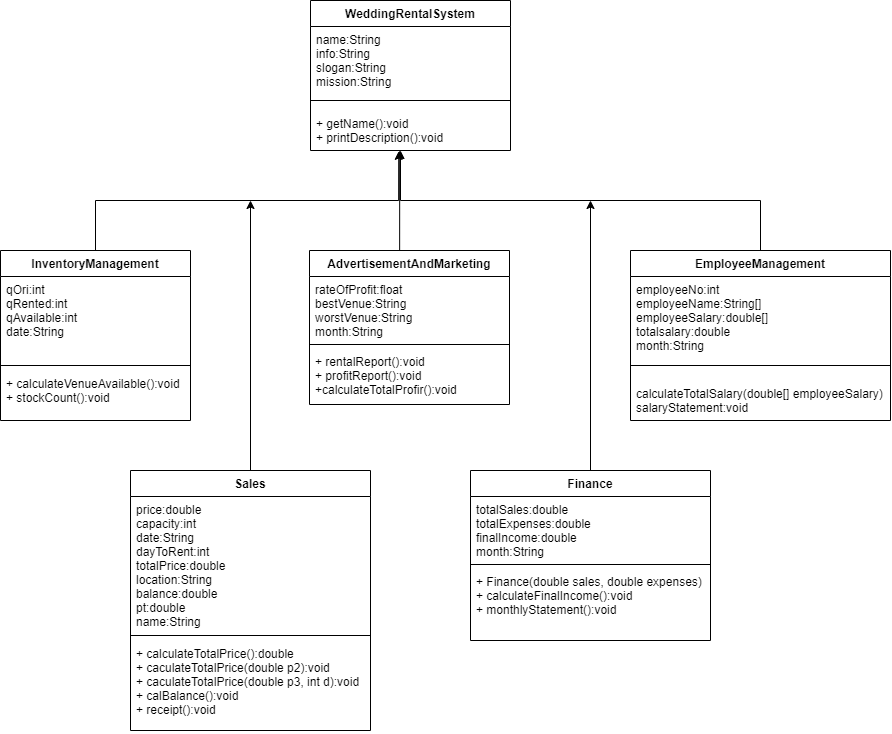 WeddingRentalSystem
name:String
info:String
slogan:String
mission:String
+ getName():void
+ printDescription():void
InventoryManagement
qOri:int
qRented:int
qAvailable:int
date:String
+ calculateVenueAvailable():void
+ stockCount():void
AdvertisementAndMarketing
rateOfProfit:float
bestVenue:String
worstVenue:String
month:String
+ rentalReport():void
+ profitReport():void
+calculateTotalProfir():void
EmployeeManagement
employeeNo:int
employeeName:String[]
employeeSalary:double[]
totalsalary:double
month:String
calculateTotalSalary(double[] employeeSalary)
salaryStatement:void
Sales
price:double
capacity:int
date:String
dayToRent:int
totalPrice:double
location:String
balance:double
pt:double
name:String
+ calculateTotalPrice():double
+ caculateTotalPrice(double p2):void
+ caculateTotalPrice(double p3, int d):void
+ calBalance():void
+ receipt():void
Finance
totalSales:double
totalExpenses:double
finalIncome:double
month:String
+ Finance(double sales, double expenses)
+ calculateFinalIncome():void
+ monthlyStatement():void